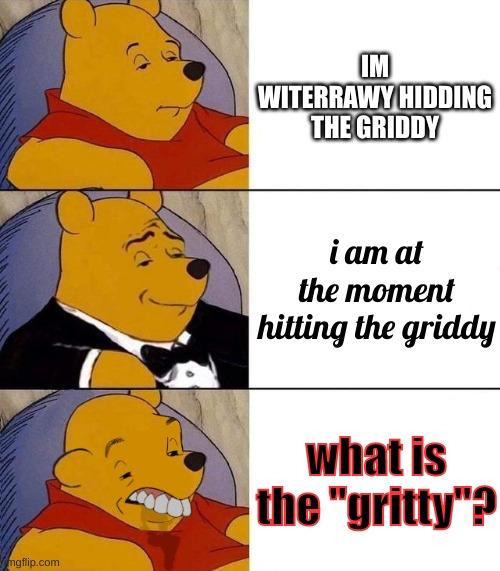 IM
WITERRAWY HIDDING
THE GRIDDY
i am at
the moment
hitting the griddy
what is
the "gritty"?
imgflip.com